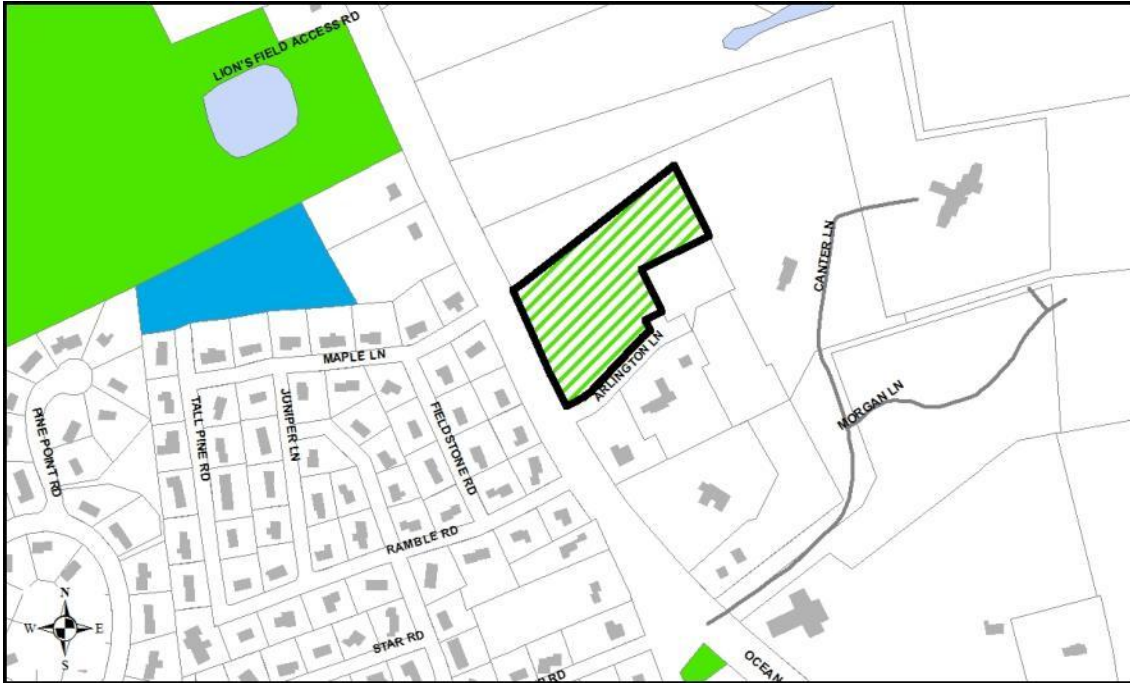 LION'S FIELD ACCESS RD
CANTER LN
ARLINGTON LN
MAPLE LN
MORGAN LN
JUNIPER LN
FIELDSTONE RD
TALL PINE RD
PINE POINT RD
RAMBLE RD
N
W E
S
STAR RD
OCEAN
RD